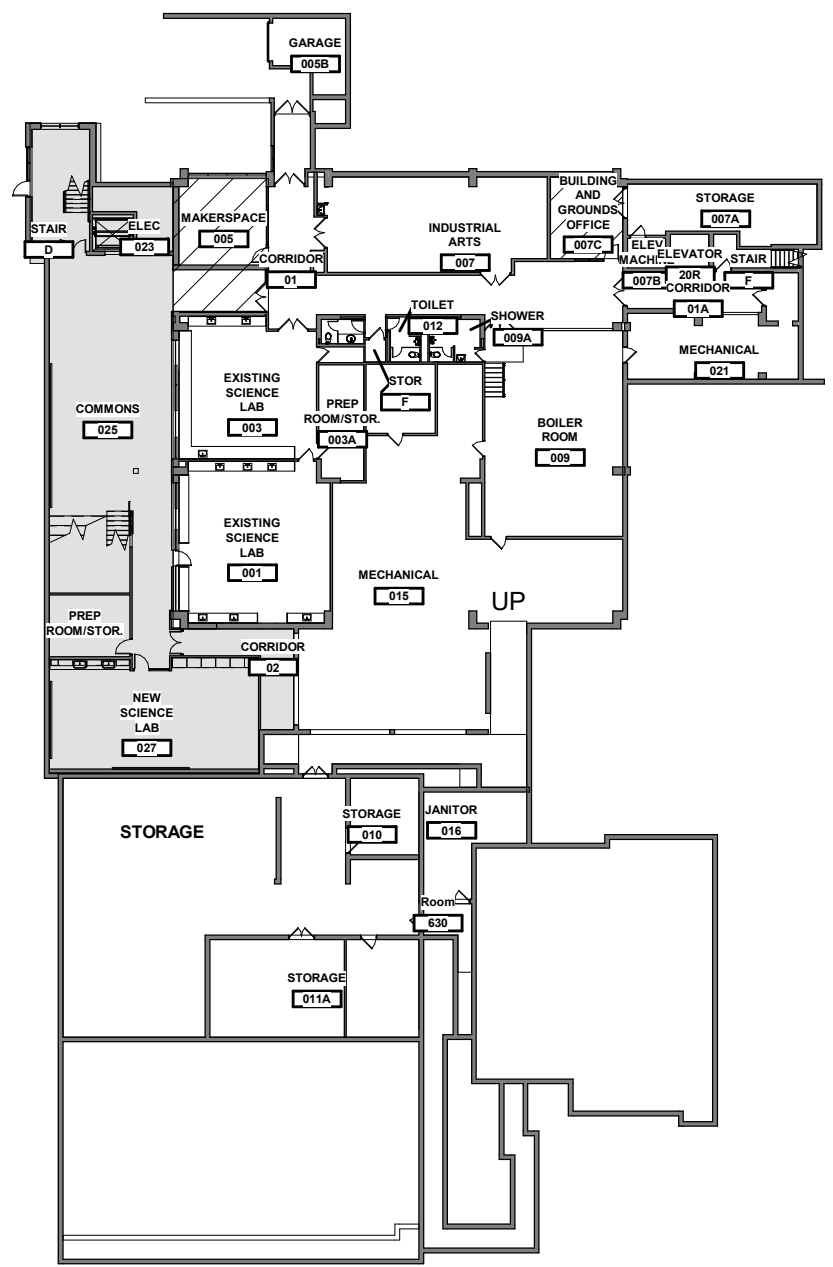 GARAGE
005B
BUILDING
AND
GROUNDS
OFFICE
007C
STORAGE
007A
MAKERSPACE
005
STAIR
D
ELEC
023
INDUSTRIAL
ARTS
007
CORRIDOR
01
ELEV
MACHINE
007B
ELEVATOR
20R
STAIR
F
CORRIDOR
01A
TOILET
012
SHOWER
009A
MECHANICAL
021
EXISTING
SCIENCE
LAB
003
STOR
F
PREP
ROOM/STOR.
003A
COMMONS
025
BOILER
ROOM
009
EXISTING
SCIENCE
LAB
001
MECHANICAL
015
UP
PREP
ROOM/STOR.
CORRIDOR
02
NEW
SCIENCE
LAB
027
STORAGE
STORAGE
010
JANITOR
016
Room
630
STORAGE
011A